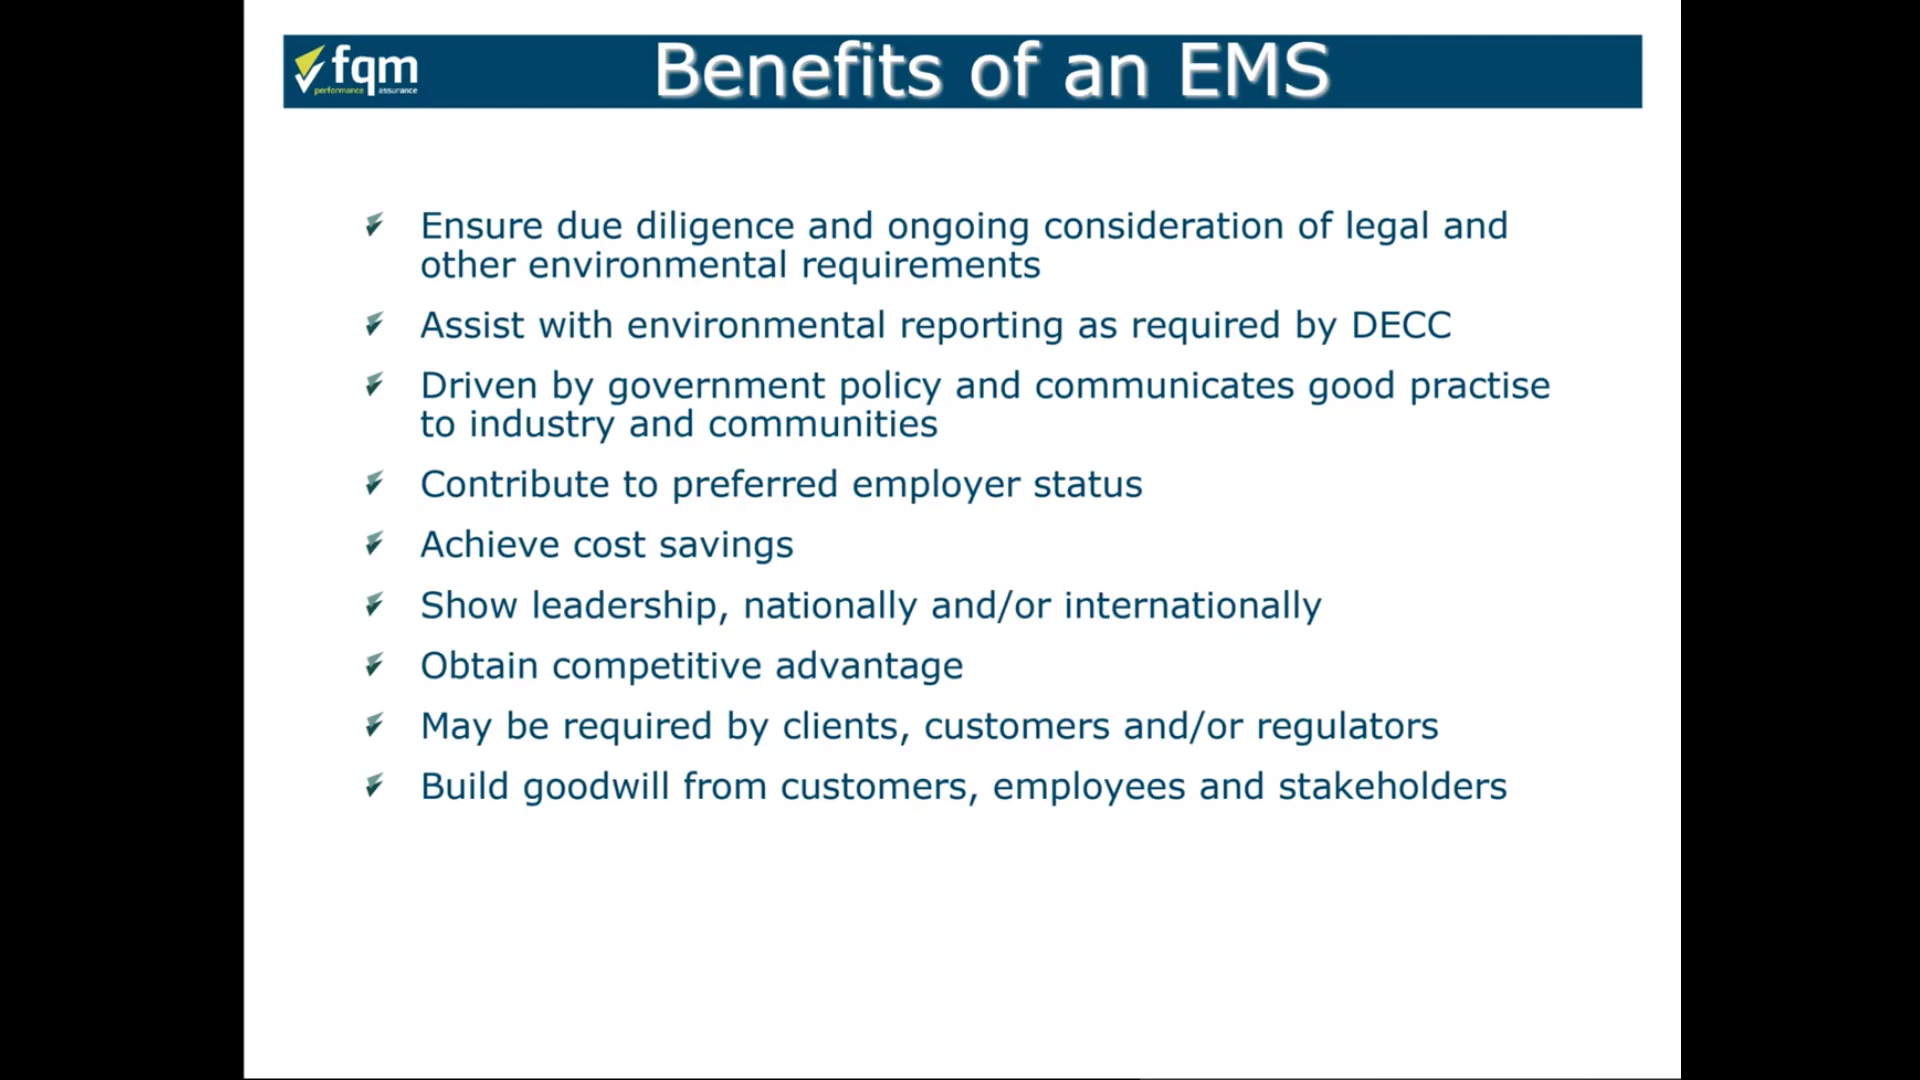 fqm
performance assurance
Benefits of an EMS
Ensure due diligence and ongoing consideration of legal and
other environmental requirements
Assist with environmental reporting as required by DECC
Driven by government policy and communicates good practise
to industry and communities
Contribute to preferred employer status
Achieve cost savings
Show leadership, nationally and/or internationally
Obtain competitive advantage
May be required by clients, customers and/or regulators
Build goodwill from customers, employees and stakeholders